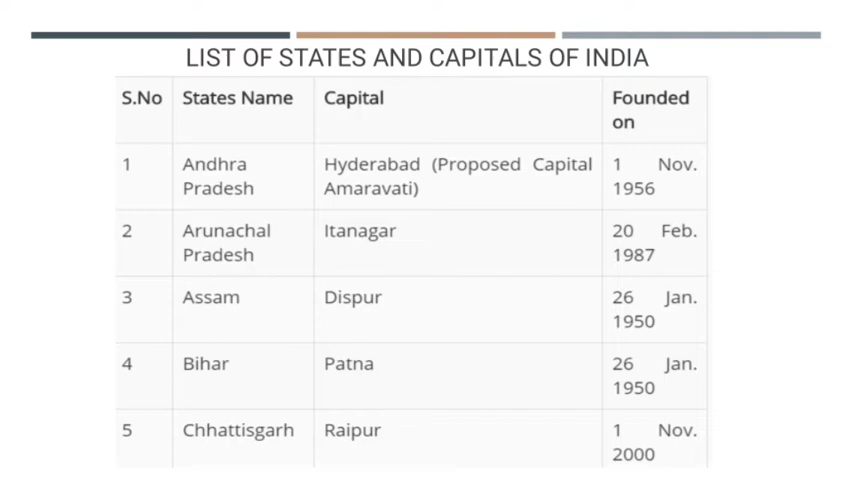 LIST OF STATES AND CAPITALS OF INDIA
S.No States Name Capital Founded on
1 Andhra Pradesh Hyderabad (Proposed Capital Amaravati) 1 Nov. 1956
2 Arunachal Pradesh Itanagar 20 Feb. 1987
3 Assam Dispur 26 Jan. 1950
4 Bihar Patna 26 Jan. 1950
5 Chhattisgarh Raipur 1 Nov. 2000